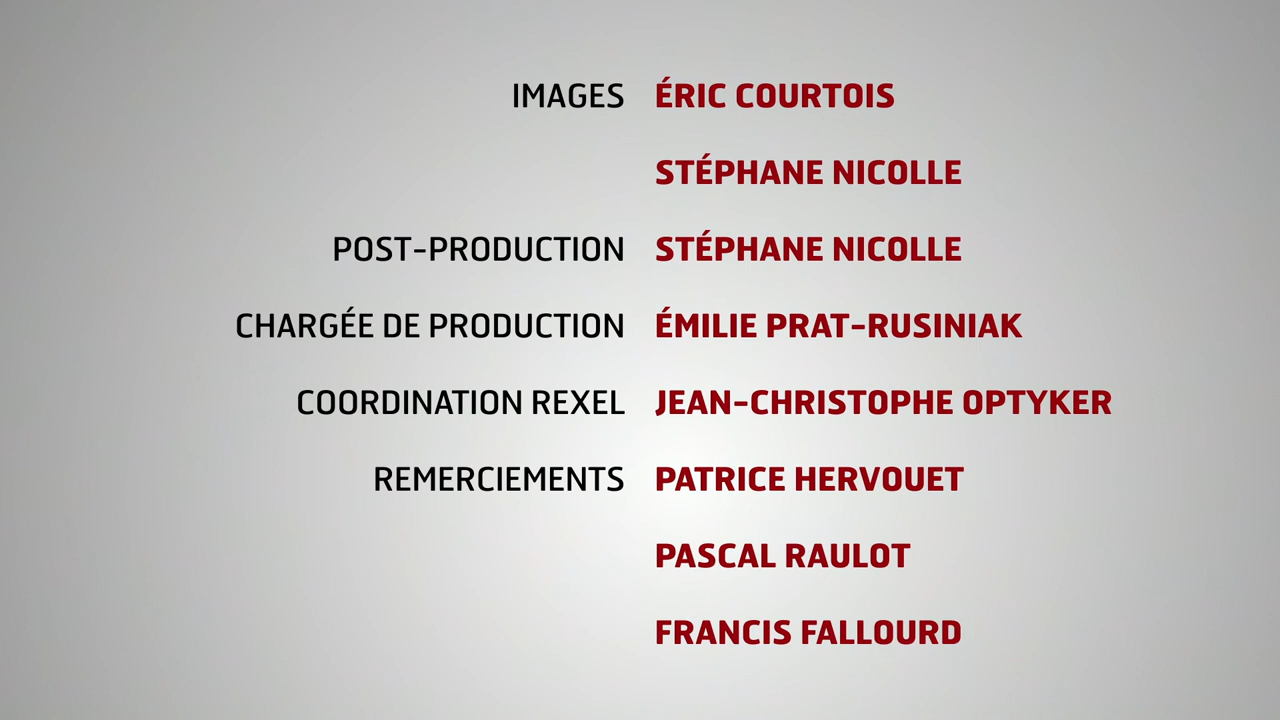 IMAGES ÉRIC COURTOIS
STÉPHANE NICOLLE
POST-PRODUCTION STÉPHANE NICOLLE
CHARGÉE DE PRODUCTION ÉMILIE PRAT-RUSINIAK
COORDINATION REXEL JEAN-CHRISTOPHE OPTYKER
REMERCIEMENTS PATRICE HERVOUET
PASCAL RAULOT
FRANCIS FALLOURD